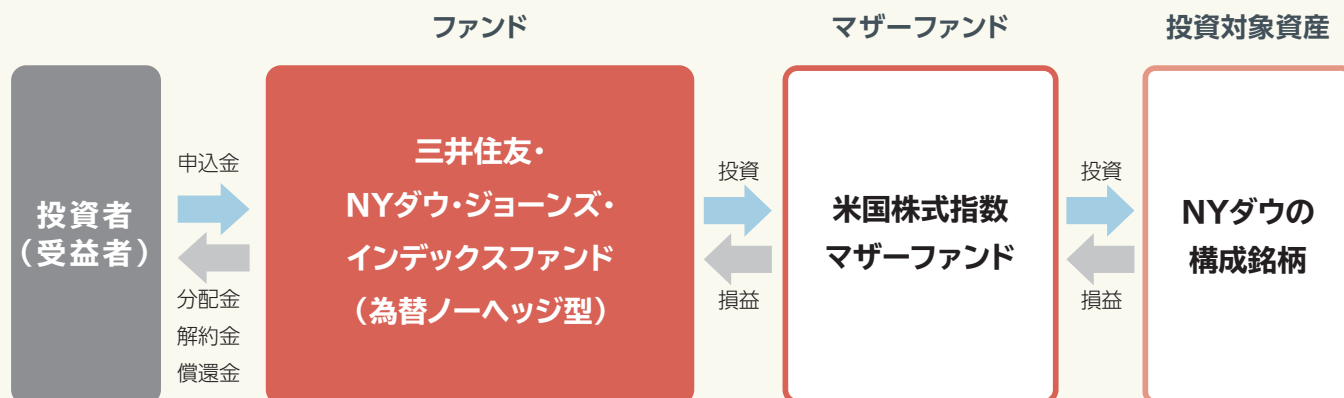 ファンド
マザーファンド
投資対象資産
投資者
（受益者）
申込金
分配金
解約金
償還金
三井住友・
NYダウ・ジョーンズ・
インデックスファンド
（為替ノーヘッジ型）
投資
損益
米国株式指数
マザーファンド
投資
損益
NYダウの
構成銘柄